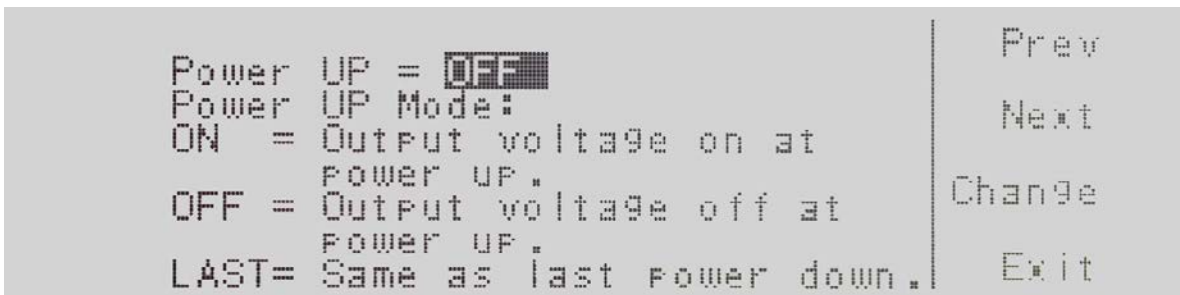 Power UP = OFF
Power UP Mode:
ON  = Output voltage on at
power up.
OFF = Output voltage off at
power up.
LAST= Same as last power down.
Prev
Next
Change
Exit